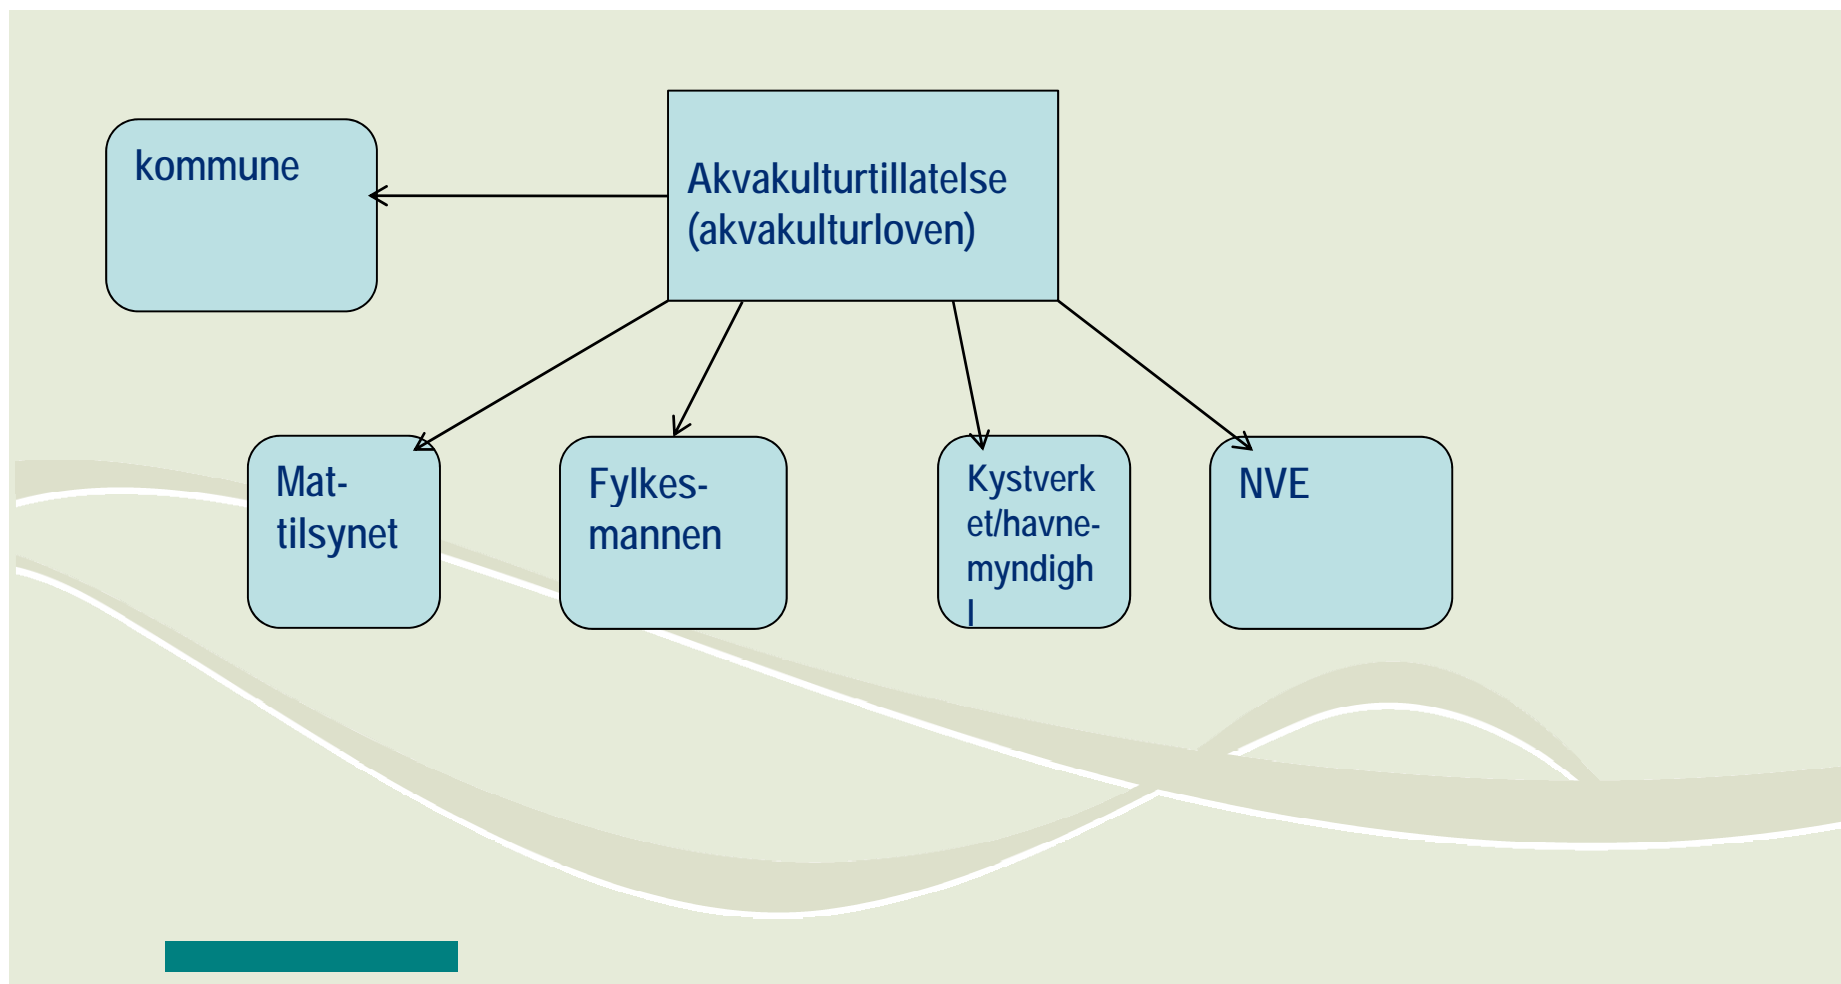 kommune
Akvakulturtillatelse
(akvakulturloven)
Mat-
tilsynet
Fylkes-
mannen
Kystverk
et/havne-
myndigh
NVE